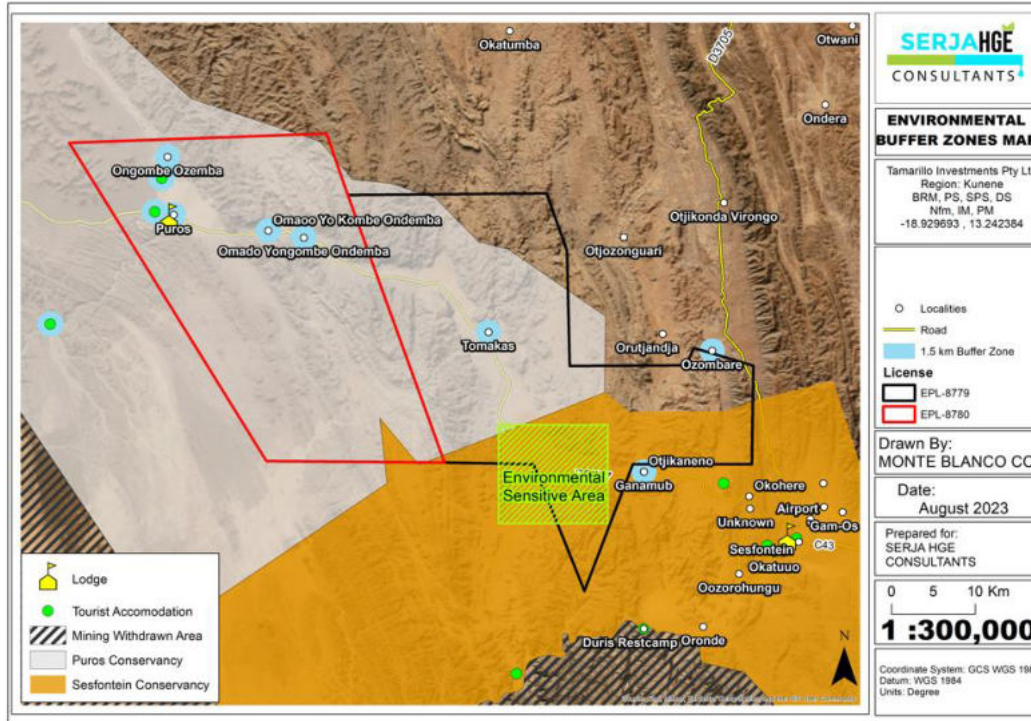 Okatumba
D3705
Otwani
Ondera
Ongombe Ozemba
Puros
Omaoo Yo Kombe Ondemba
Omado Yongombe Ondemba
Otjikonda Virongo
Otjozonguari
Tomakas
Orutjandja
Ozombare
Otjikaneno
Ganamub
Environmental
Sensitive Area
Okohere
Unknown
Airport
Gam-Os
Sesfontein
C43
Okatuuo
Oozorohungu
Duris Restcamp
Oronde
Lodge
Tourist Accomodation
Mining Withdrawn Area
Puros Conservancy
Sesfontein Conservancy
SERJAHGE
CONSULTANTS
ENVIRONMENTAL
BUFFER ZONES MAP
Tamarillo Investments Pty Lt
Region: Kunene
BRM, PS, SPS, DS
Nfm, IM, PM
-18.929693 , 13.242384
Localities
Road
1.5 km Buffer Zone
License
EPL-8779
EPL-8780
Drawn By:
MONTE BLANCO CO
Date:
August 2023
Prepared for:
SERJA HGE
CONSULTANTS
0 5 10 Km
1 :300,000
N
Coordinate System: GCS WGS 198
Datum: WGS 1984
Units: Degree